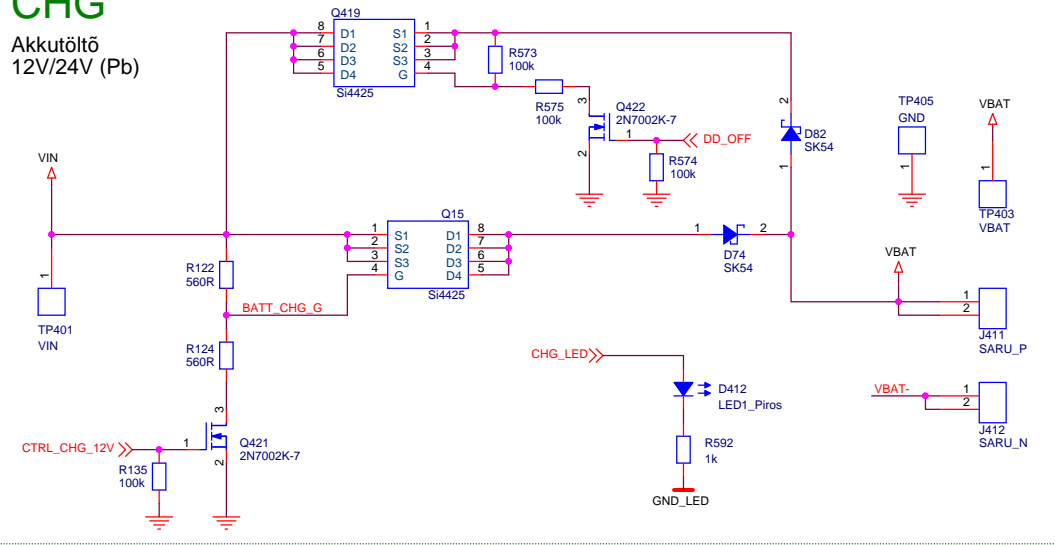 CHG
Akkutöltõ
12V/24V (Pb)
Q419
8 D1 S1 1
7 D2 S2 2
6 D3 S3 3
5 D4 G 4
Si4425
R573
100k
R575
100k
3
Q422
2N7002K-7
1
2
DD_OFF
R574
100k
2
D82
SK54
1
TP405
GND
1
VBAT
1
TP403
VBAT
VIN
1
TP401
VIN
Q15
1 S1 D1 8
2 S2 D2 7
3 S3 D3 6
4 G D4 5
Si4425
1 2
D74
SK54
R122
560R
BATT_CHG_G
R124
560R
VBAT
1
2
J411
SARU_P
CHG_LED
D412
LED1_Piros
R592
1k
GND_LED
VBAT-
1
2
J412
SARU_N
3
CTRL_CHG_12V
1
Q421
2N7002K-7
2
R135
100k